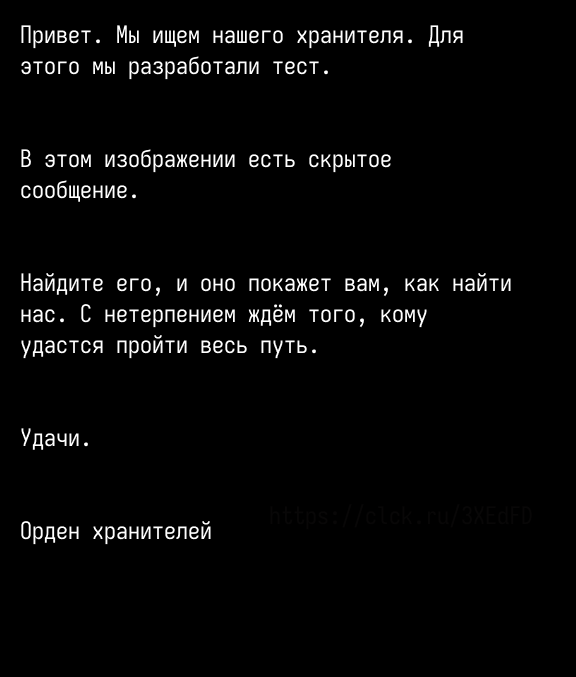 Привет. Мы ищем нашего хранителя. Для
этого мы разработали тест.
В этом изображении есть скрытое
сообщение.
Найдите его, и оно покажет вам, как найти
нас. С нетерпением ждём того, кому
удастся пройти весь путь.
Удачи.
https://clck.ru/3XEdFD
Орден хранителей